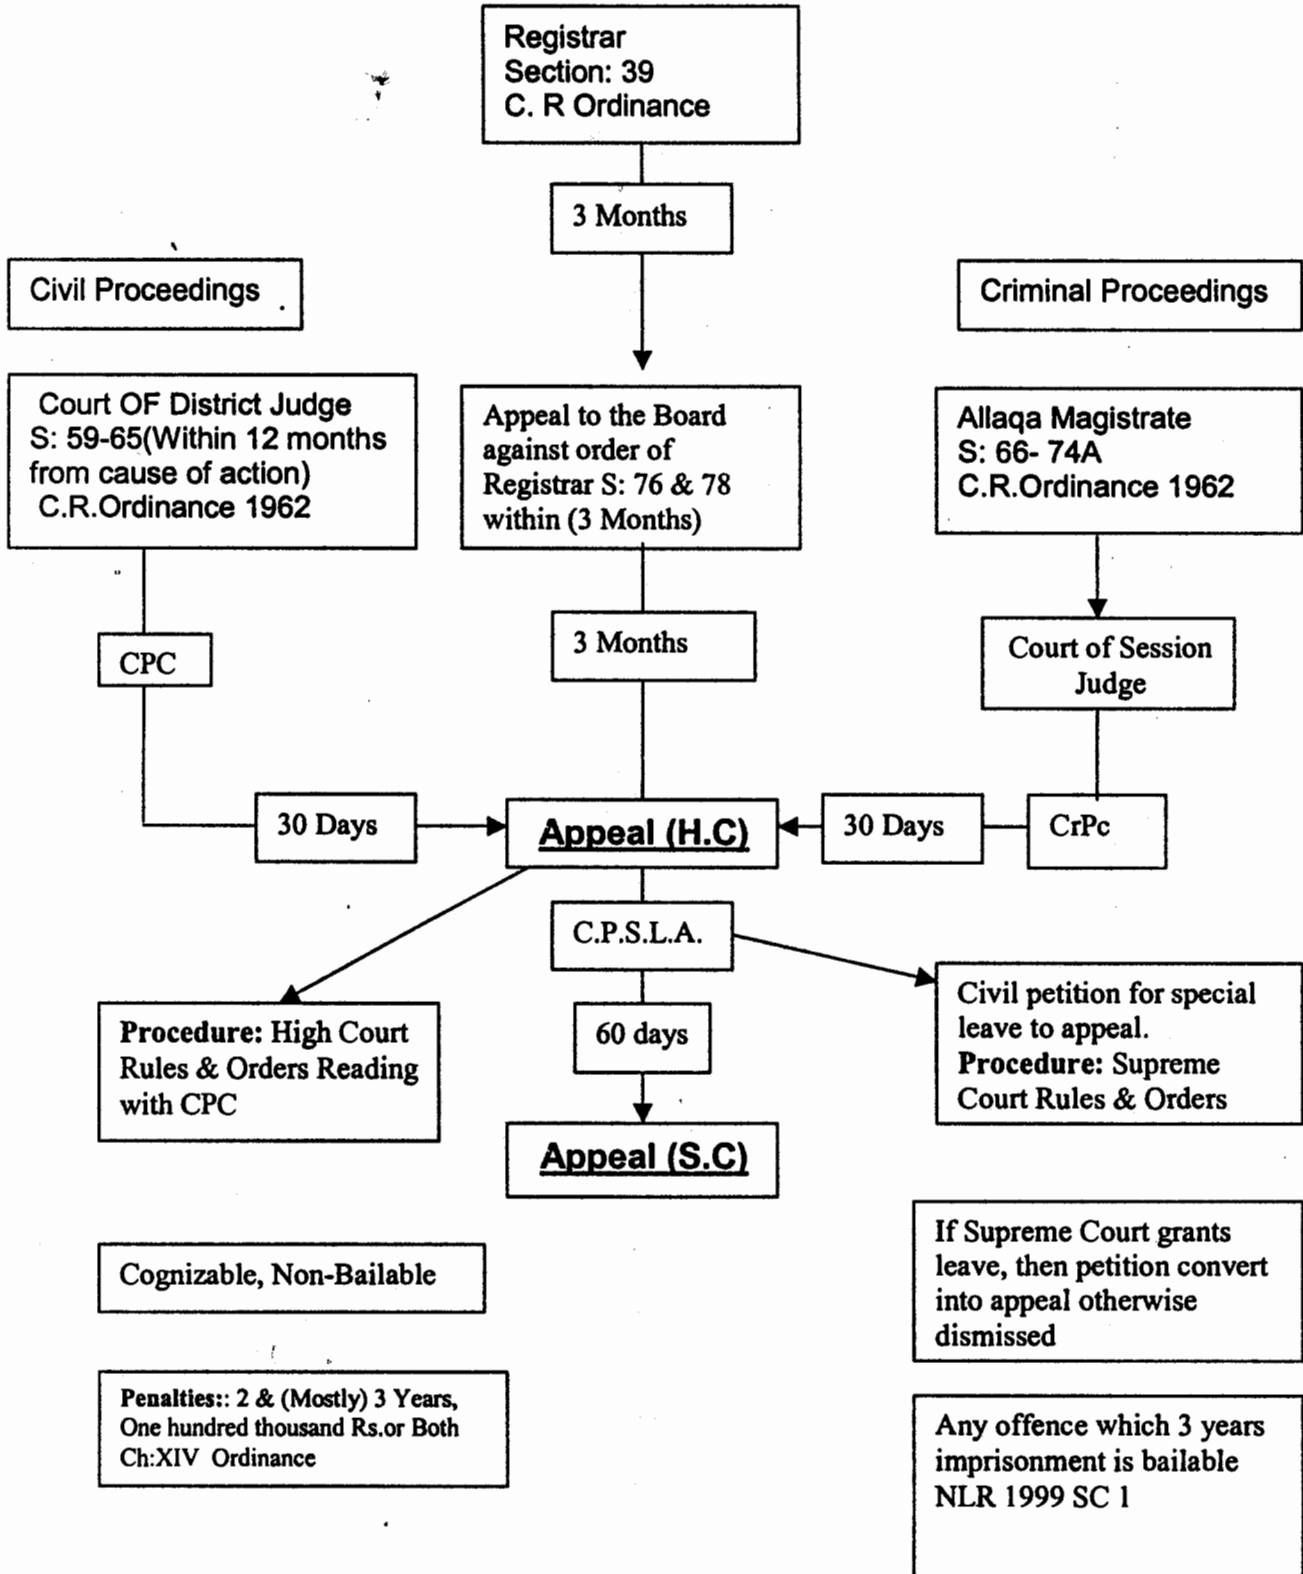 Registrar
Section: 39
C. R Ordinance
3 Months
Civil Proceedings
Criminal Proceedings
Court OF District Judge
S: 59-65(Within 12 months
from cause of action)
C.R.Ordinance 1962
Appeal to the Board
against order of
Registrar S: 76 & 78
within (3 Months)
Allaqa Magistrate
S: 66- 74A
C.R.Ordinance 1962
CPC
3 Months
Court of Session
Judge
30 Days
Appeal (H.C)
30 Days
CrPc
C.P.S.L.A.
Procedure: High Court
Rules & Orders Reading
with CPC
60 days
Civil petition for special
leave to appeal.
Procedure: Supreme
Court Rules & Orders
Appeal (S.C)
Cognizable, Non-Bailable
If Supreme Court grants
leave, then petition convert
into appeal otherwise
dismissed
Penalties:: 2 & (Mostly) 3 Years,
One hundred thousand Rs.or Both
Ch:XIV Ordinance
Any offence which 3 years
imprisonment is bailable
NLR 1999 SC 1